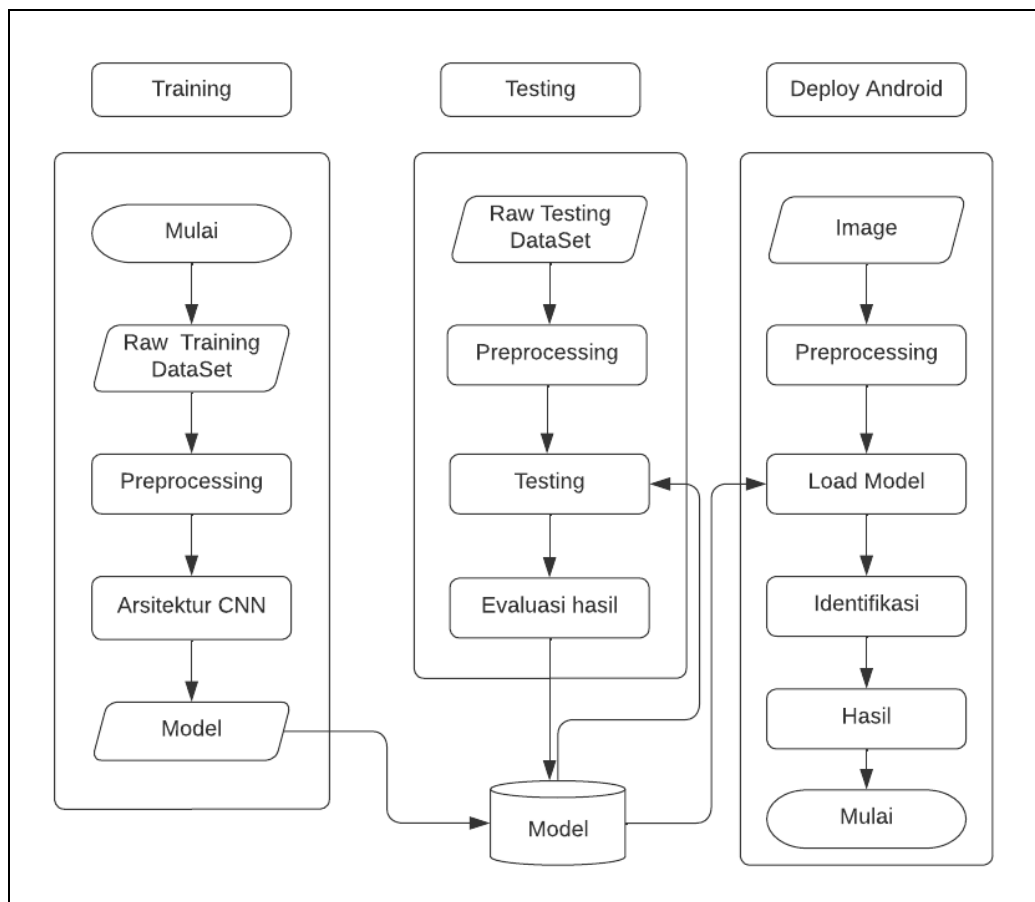 Training
Mulai
Raw Training
DataSet
Preprocessing
Arsitektur CNN
Model
Testing
Raw Testing
DataSet
Preprocessing
Testing
Evaluasi hasil
Model
Deploy Android
Image
Preprocessing
Load Model
Identifikasi
Hasil
Mulai